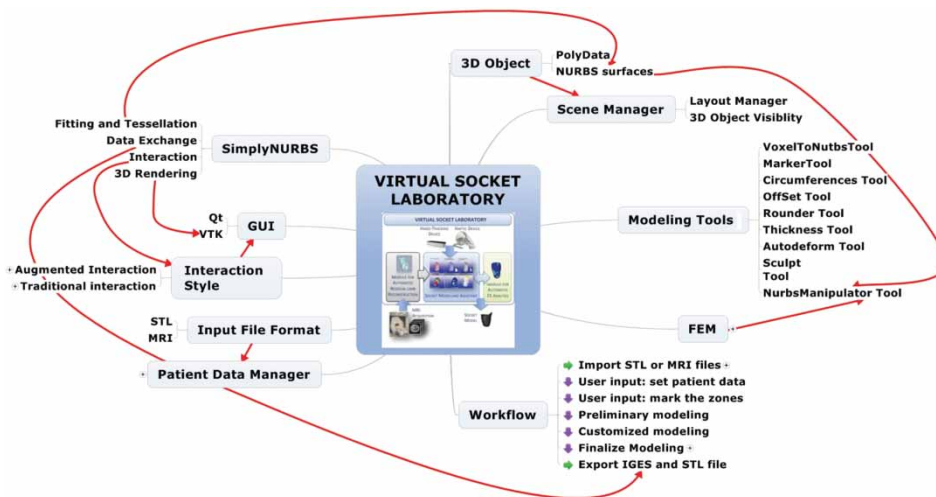 3D Object
PolyData
NURBS surfaces
Scene Manager
Layout Manager
3D Object Visiblity
Fitting and Tessellation
Data Exchange
Interaction
3D Rendering
SimplyNURBS
VIRTUAL SOCKET
LABORATORY
VIRTUAL SOCKET LABORATORY
Modeling Tools
VoxelToNutbsTool
MarkerTool
Circumferences Tool
OffSet Tool
Rounder Tool
Thickness Tool
Autodeform Tool
Sculpt
Tool
NurbsManipulator Tool
Qt
VTK
GUI
Augmented Interaction
Traditional interaction
Interaction
Style
STL
MRI
Input File Format
Patient Data Manager
FEM
Workflow
Import STL or MRI files
User input: set patient data
User input: mark the zones
Preliminary modeling
Customized modeling
Finalize Modeling
Export IGES and STL file